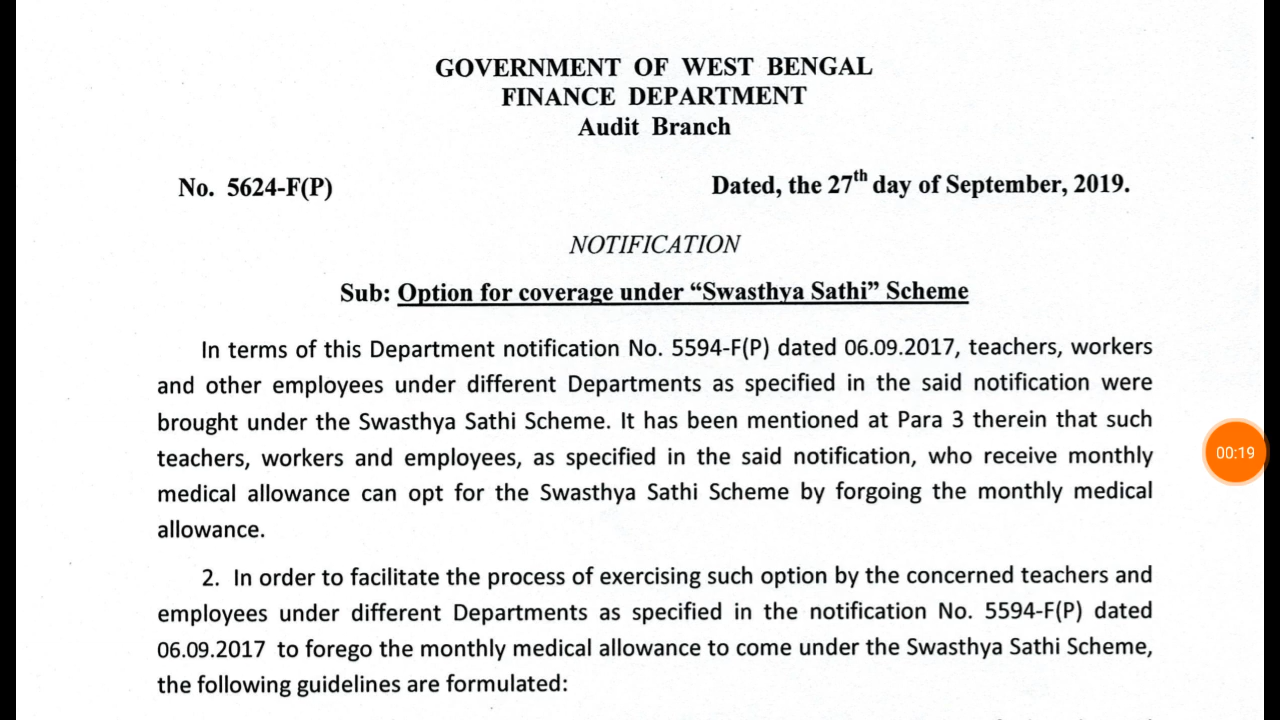 GOVERNMENT OF WEST BENGAL
FINANCE DEPARTMENT
Audit Branch
No. 5624-F(P) Dated, the 27th day of September, 2019.
NOTIFICATION
Sub: Option for coverage under “Swasthya Sathi” Scheme
In terms of this Department notification No. 5594-F(P) dated 06.09.2017, teachers, workers
and other employees under different Departments as specified in the said notification were
brought under the Swasthya Sathi Scheme. It has been mentioned at Para 3 therein that such
teachers, workers and employees, as specified in the said notification, who receive monthly
medical allowance can opt for the Swasthya Sathi Scheme by forgoing the monthly medical
allowance.
00:19
2. In order to facilitate the process of exercising such option by the concerned teachers and
employees under different Departments as specified in the notification No. 5594-F(P) dated
06.09.2017 to forego the monthly medical allowance to come under the Swasthya Sathi Scheme,
the following guidelines are formulated: